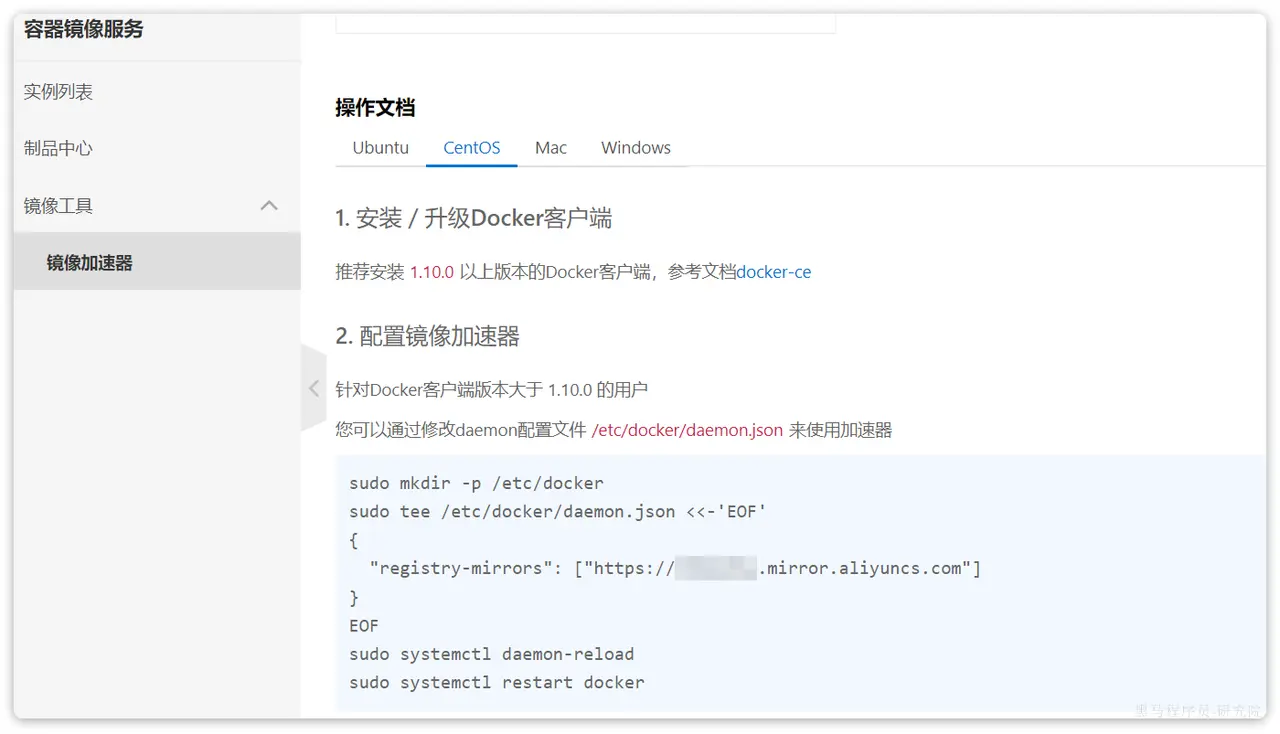 容器镜像服务
实例列表
制品中心
镜像工具
镜像加速器
操作文档
Ubuntu CentOS Mac Windows
1. 安装 / 升级Docker客户端
推荐安装 1.10.0 以上版本的Docker客户端，参考文档docker-ce
2. 配置镜像加速器
针对Docker客户端版本大于 1.10.0 的用户
您可以通过修改daemon配置文件 /etc/docker/daemon.json 来使用加速器
sudo mkdir -p /etc/docker
sudo tee /etc/docker/daemon.json <<-'EOF'
{
  "registry-mirrors": ["https://.mirror.aliyuncs.com"]
}
EOF
sudo systemctl daemon-reload
sudo systemctl restart docker
黑马程序员-研究院